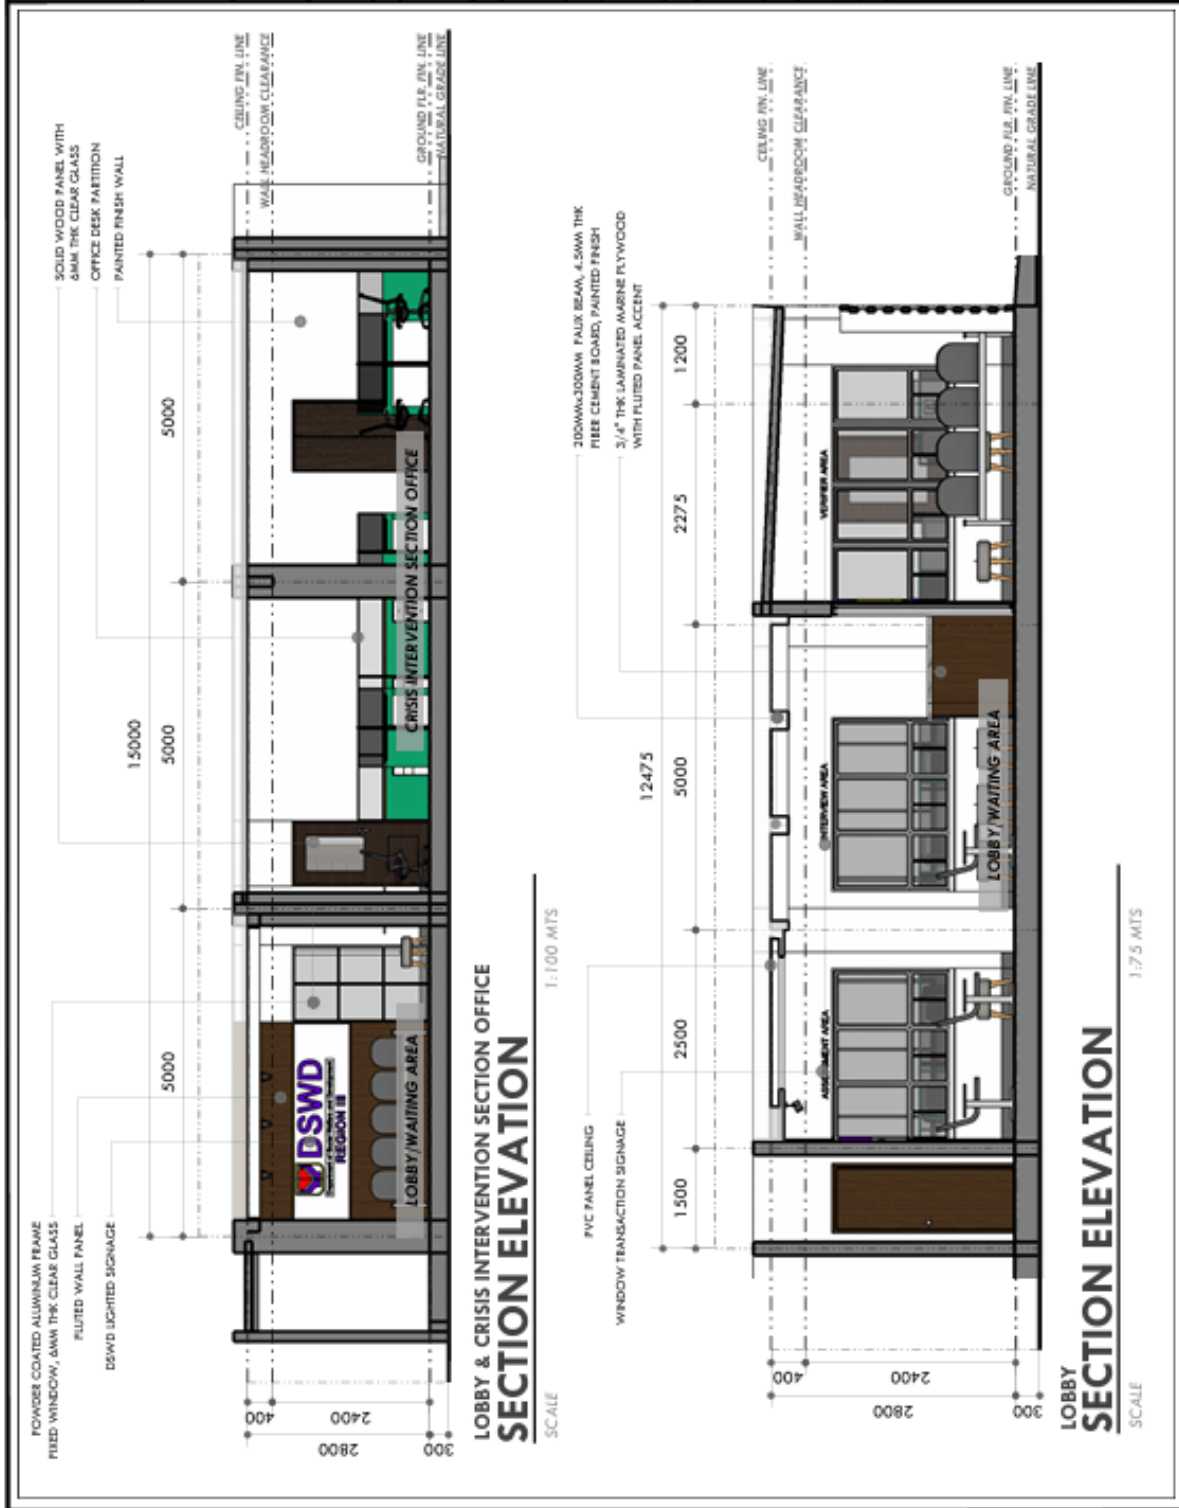 POWDER COATED ALUMINUM FRAME
FIXED WINDOW, 6MM THK CLEAR GLASS
FLUTED WALL PANEL
DSWD LIGHTED SIGNAGE
SOLID WOOD PANEL WITH
6MM THK CLEAR GLASS
OFFICE DESK PARTITION
PAINTED FINISH WALL
15000
5000
5000
5000
CEILING FIN. LINE
WALL HEADROOM CLEARANCE
GROUND FLR. FIN. LINE
NATURAL GRADE LINE
400
2400
2800
300
DSWD
REGION III
LOBBY/WAITING AREA
CRISIS INTERVENTION SECTION OFFICE
LOBBY & CRISIS INTERVENTION SECTION OFFICE
SECTION ELEVATION
SCALE
1:100 MTS
PVC PANEL CEILING
WINDOW TRANSACTION SIGNAGE
200MMx300MM FAUX BEAM, 4.5MM THK
FIBER CEMENT BOARD, PAINTED FINISH
3/4" THK LAMINATED MARINE PLYWOOD
WITH FLUTED PANEL ACCENT
12475
1500
2500
5000
2275
1200
CEILING FIN. LINE
WALL HEADROOM CLEARANCE
GROUND FLR. FIN. LINE
NATURAL GRADE LINE
400
2400
2800
300
ASSESSMENT AREA
INTERVIEW AREA
VERIFIER AREA
LOBBY/WAITING AREA
LOBBY
SECTION ELEVATION
SCALE
1:75 MTS